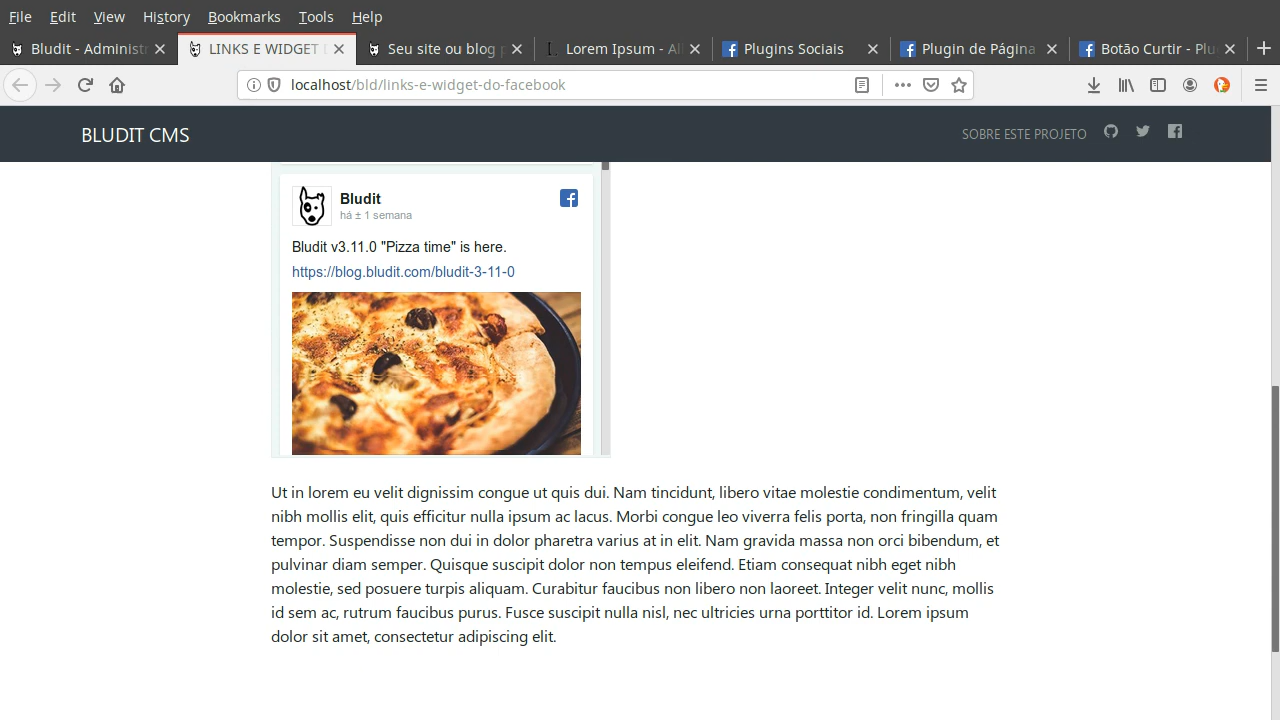 File Edit View History Bookmarks Tools Help
Bludit - Administr LINKS E WIDGET Seu site ou blog Lorem Ipsum - Al Plugins Sociais Plugin de Página Botão Curtir - Plu
localhost/bld/links-e-widget-do-facebook
BLUDIT CMS SOBRE ESTE PROJETO
Bludit
há ± 1 semana
Bludit v3.11.0 "Pizza time" is here.
https://blog.bludit.com/bludit-3-11-0
Ut in lorem eu velit dignissim congue ut quis dui. Nam tincidunt, libero vitae molestie condimentum, velit
nibh mollis elit, quis efficitur nulla ipsum ac lacus. Morbi congue leo viverra felis porta, non fringilla quam
tempor. Suspendisse non dui in dolor pharetra varius at in elit. Nam gravida massa non orci bibendum, et
pulvinar diam semper. Quisque suscipit dolor non tempus eleifend. Etiam consequat nibh eget nibh
molestie, sed posuere turpis aliquam. Curabitur faucibus non libero non laoreet. Integer velit nunc, mollis
id sem ac, rutrum faucibus purus. Fusce suscipit nulla nisl, nec ultricies urna porttitor id. Lorem ipsum
dolor sit amet, consectetur adipiscing elit.